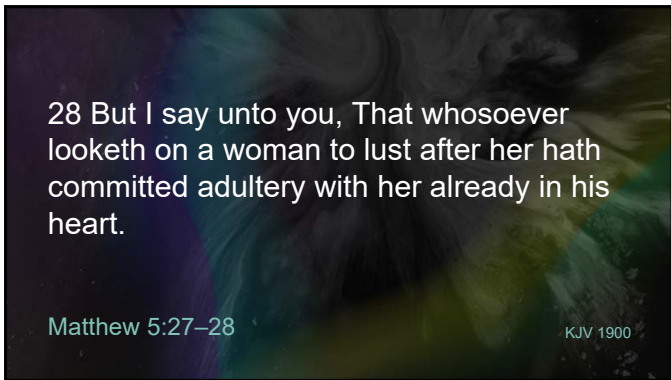 28 But I say unto you, That whosoever
looketh on a woman to lust after her hath
committed adultery with her already in his
heart.
Matthew 5:27–28
KJV 1900